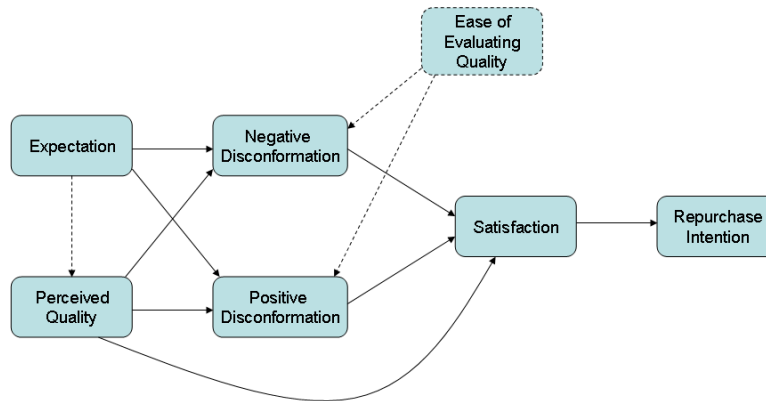 Ease of
Evaluating
Quality
Expectation
Negative
Disconformation
Satisfaction
Repurchase
Intention
Perceived
Quality
Positive
Disconformation